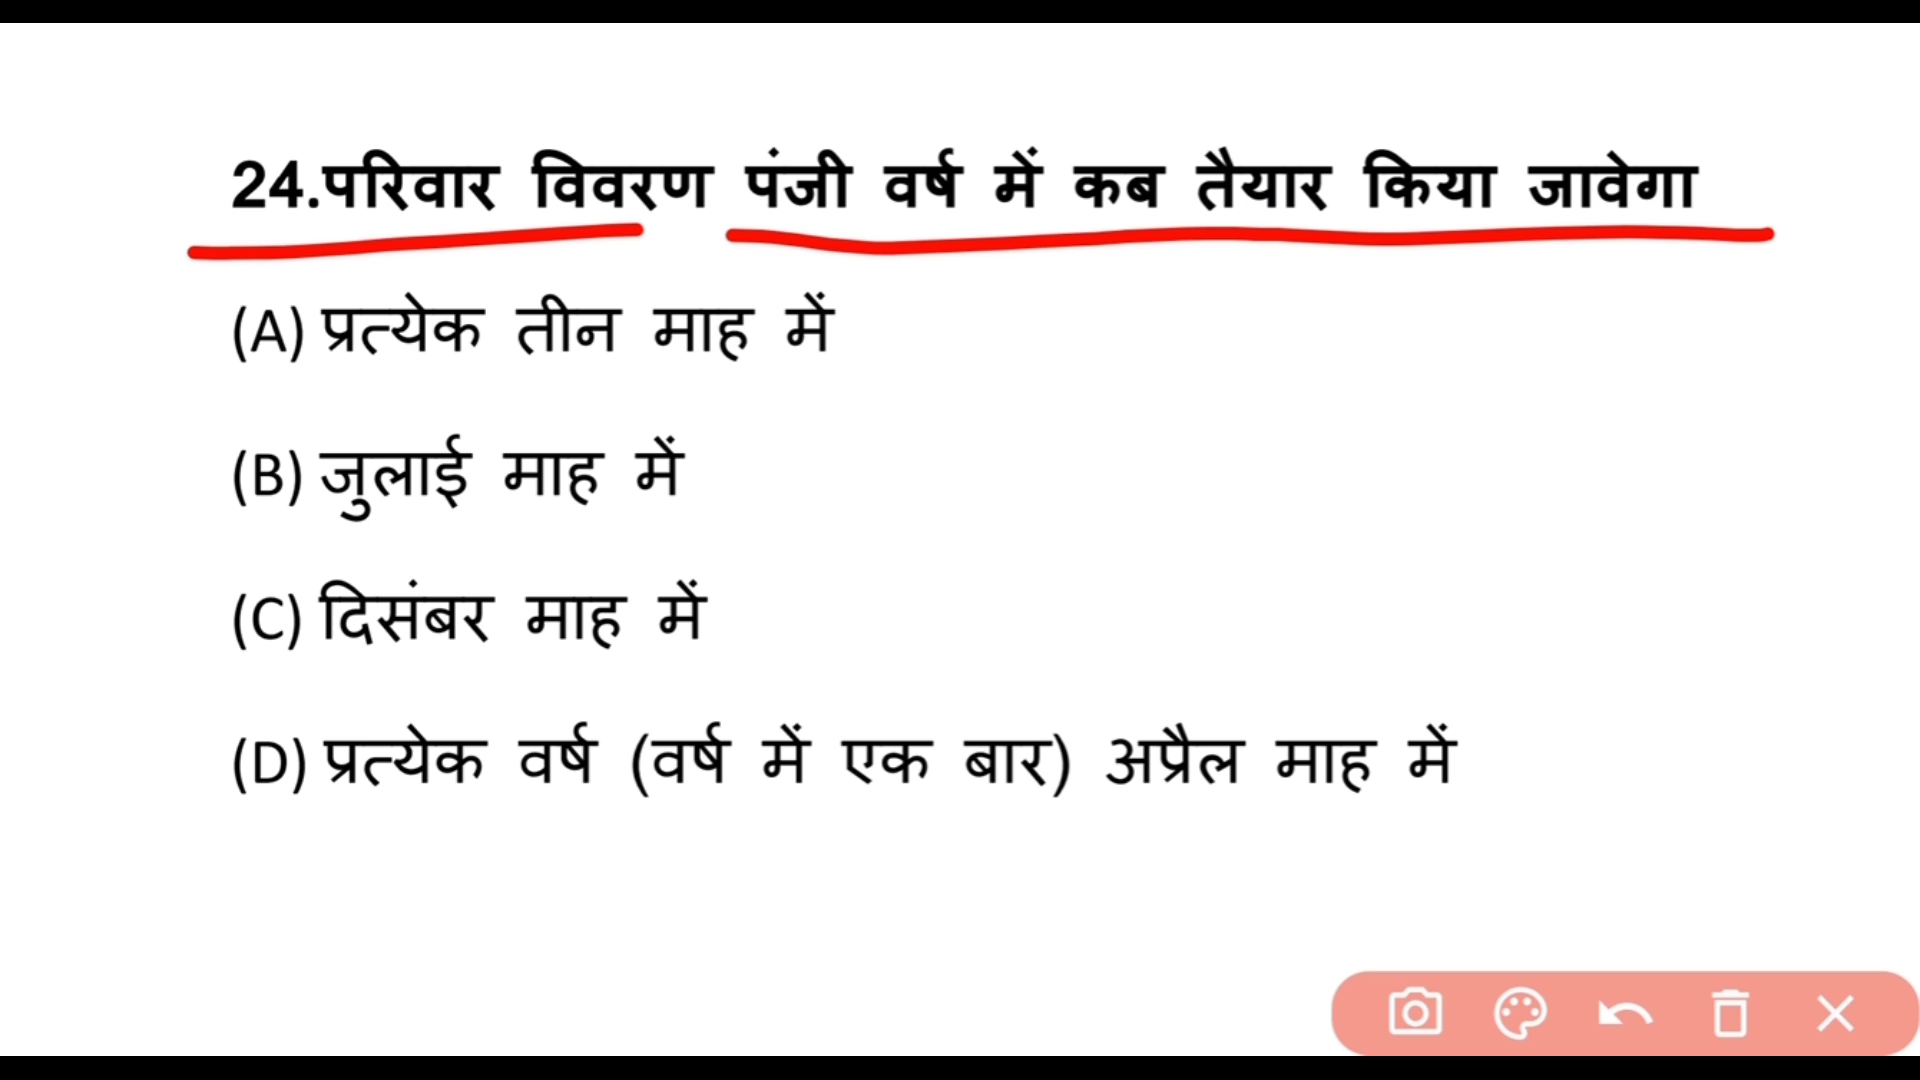 24.परिवार विवरण पंजी वर्ष में कब तैयार किया जावेगा
(A) प्रत्येक तीन माह में
(B) जुलाई माह में
(C) दिसंबर माह में
(D) प्रत्येक वर्ष (वर्ष में एक बार) अप्रैल माह में